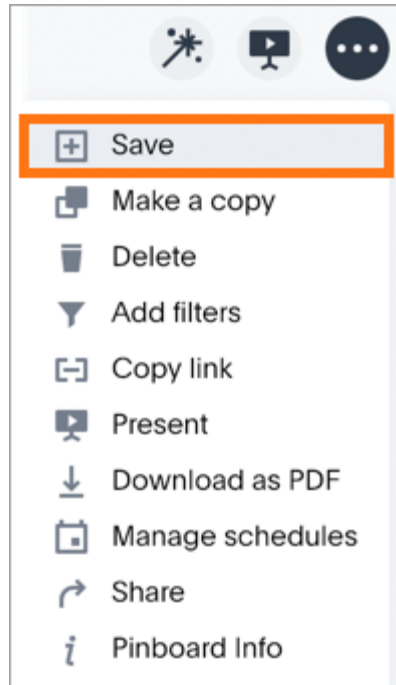 Save
Make a copy
Delete
Add filters
Copy link
Present
Download as PDF
Manage schedules
Share
Pinboard Info